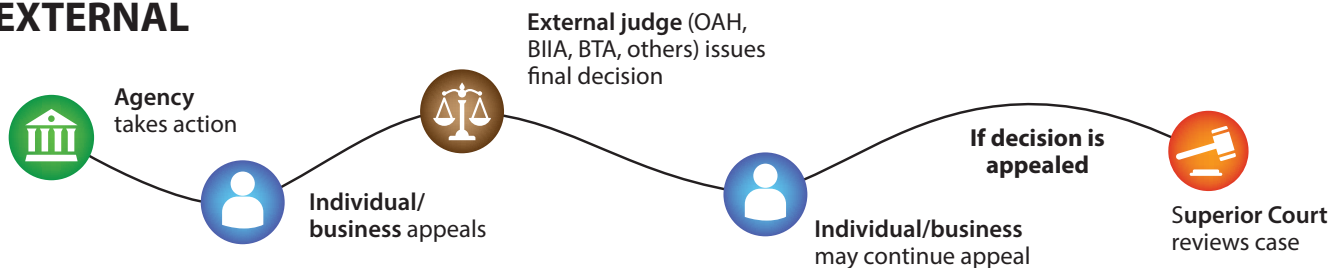 EXTERNAL
External judge (OAH,
BIIA, BTA, others) issues
final decision
Agency
takes action
Individual/
business appeals
If decision is
appealed
Individual/business
may continue appeal
Superior Court
reviews case